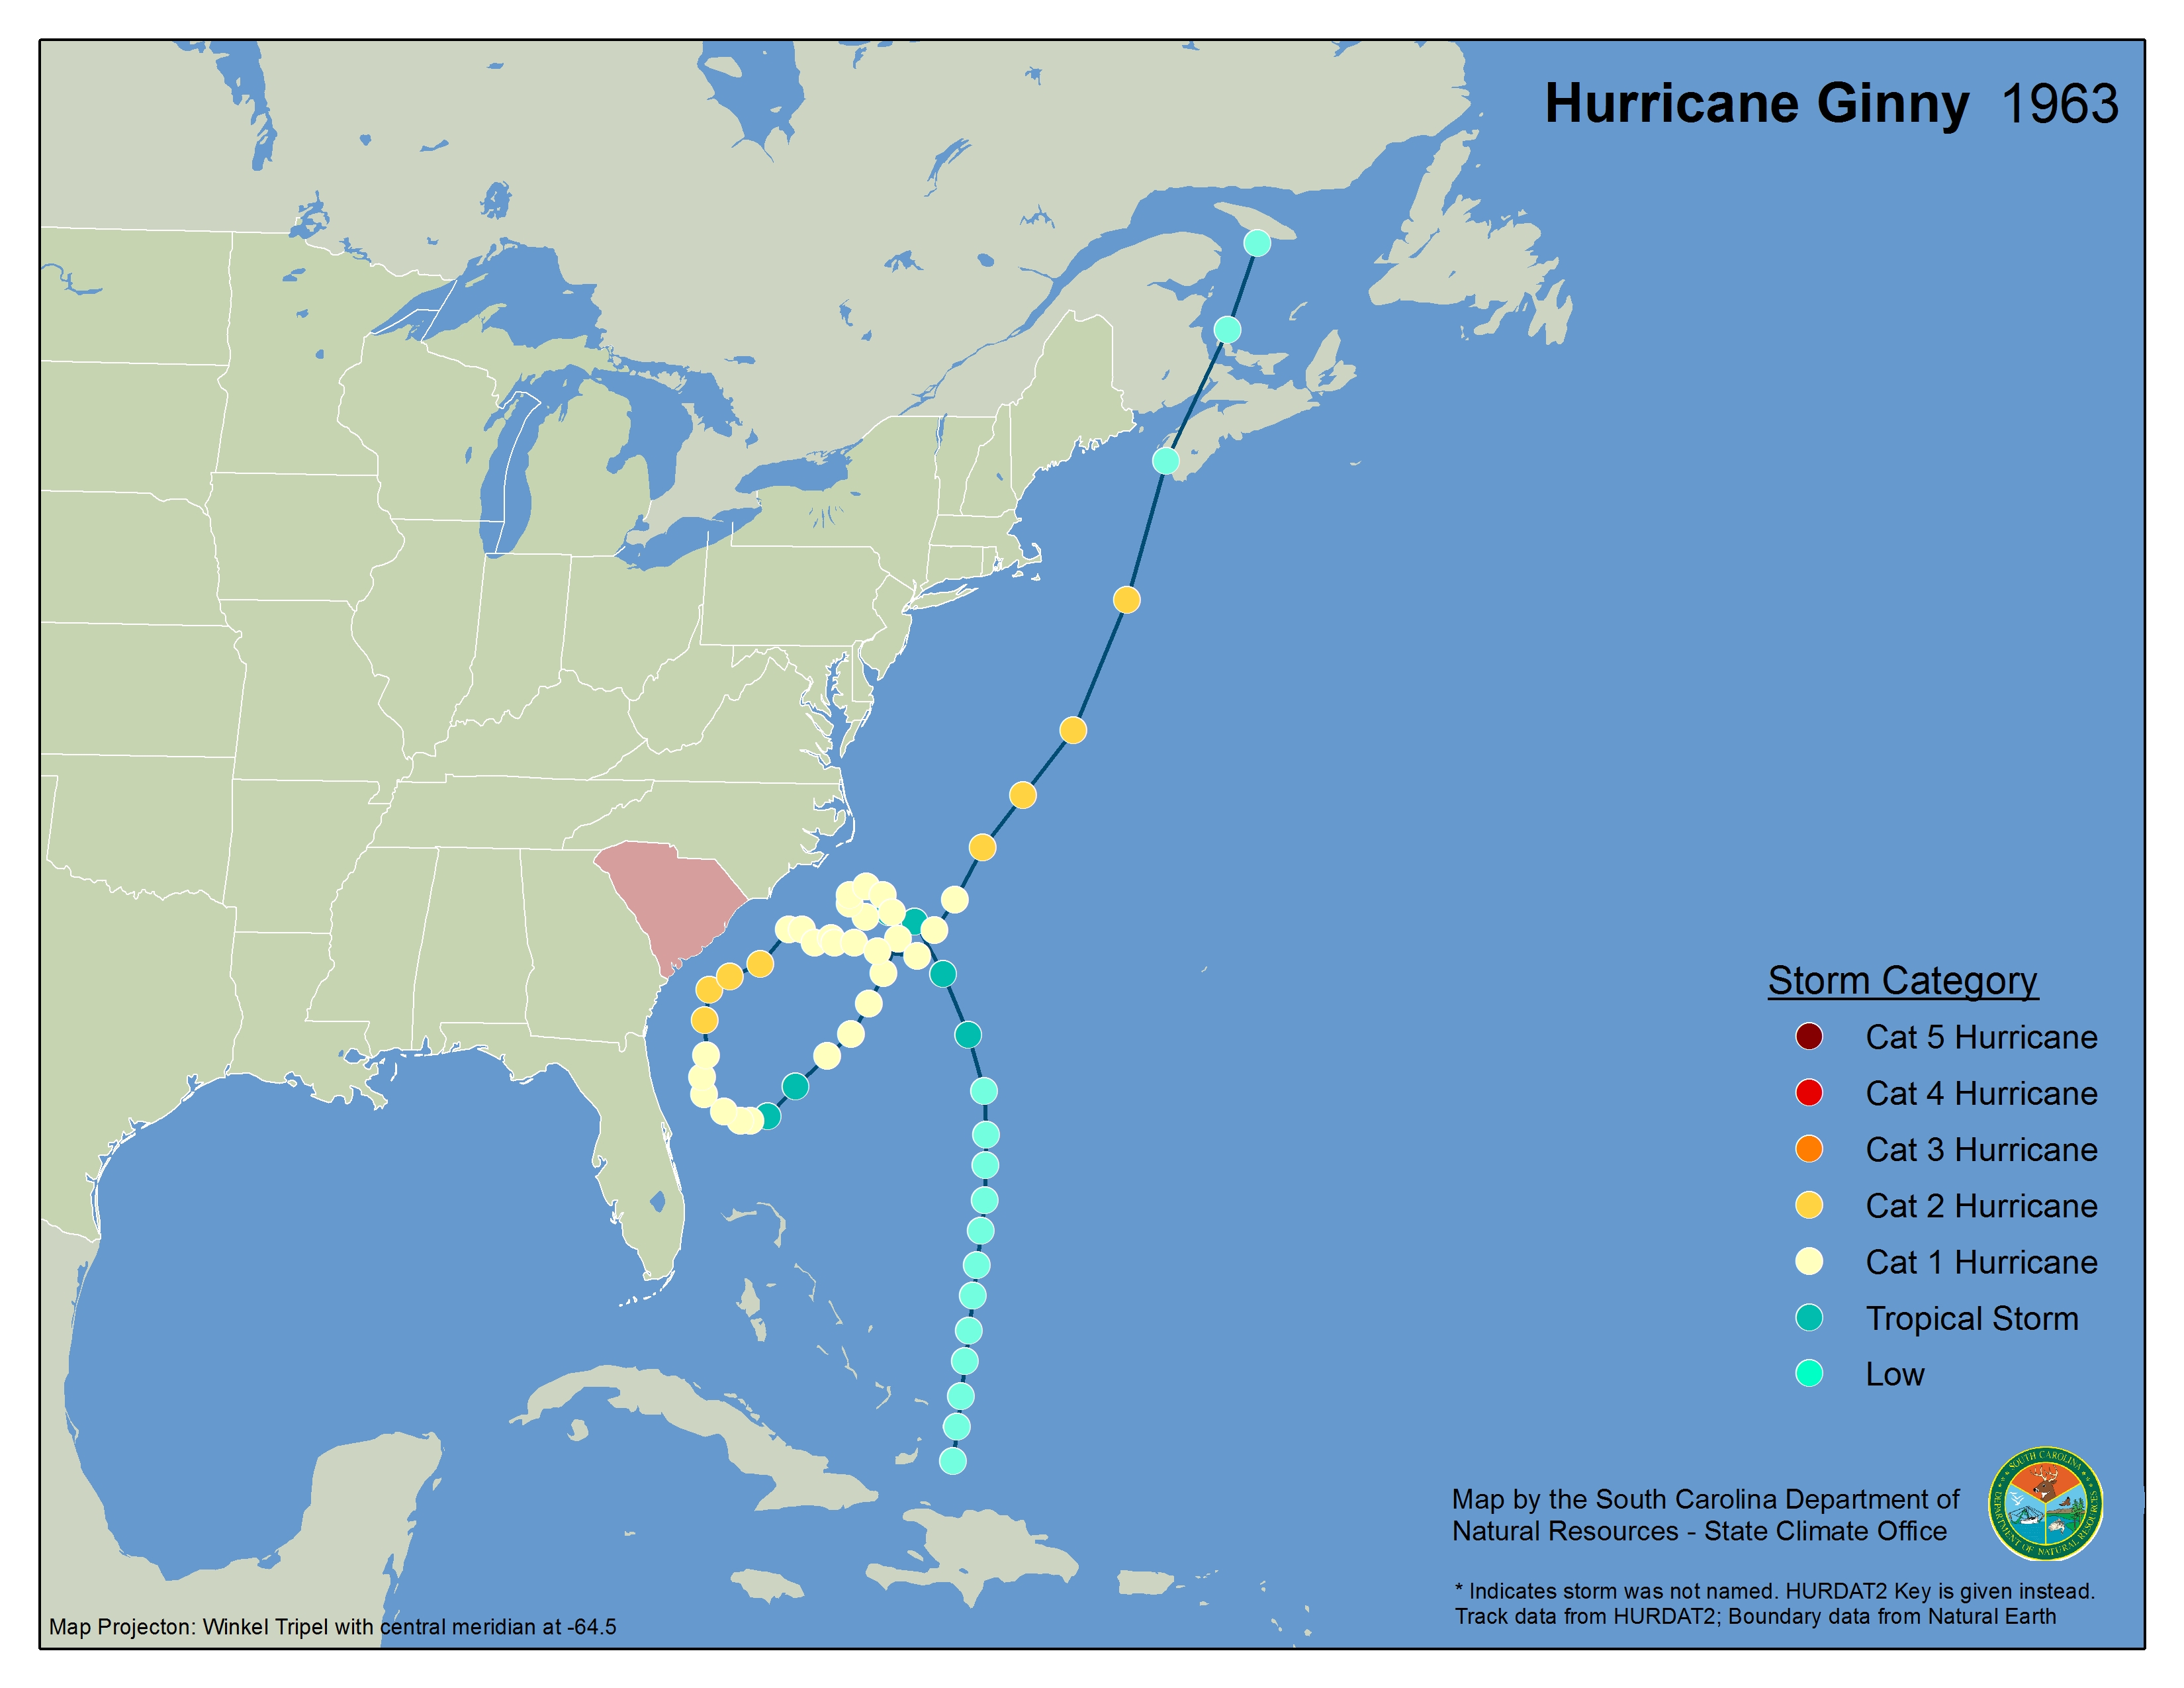 Hurricane Ginny 1963
Storm Category
Cat 5 Hurricane
Cat 4 Hurricane
Cat 3 Hurricane
Cat 2 Hurricane
Cat 1 Hurricane
Tropical Storm
Low
Map by the South Carolina Department of
Natural Resources - State Climate Office
SOUTH CAROLINA
DEPARTMENT OF NATURAL RESOURCES
* Indicates storm was not named. HURDAT2 Key is given instead.
Track data from HURDAT2; Boundary data from Natural Earth
Map Projecton: Winkel Tripel with central meridian at -64.5